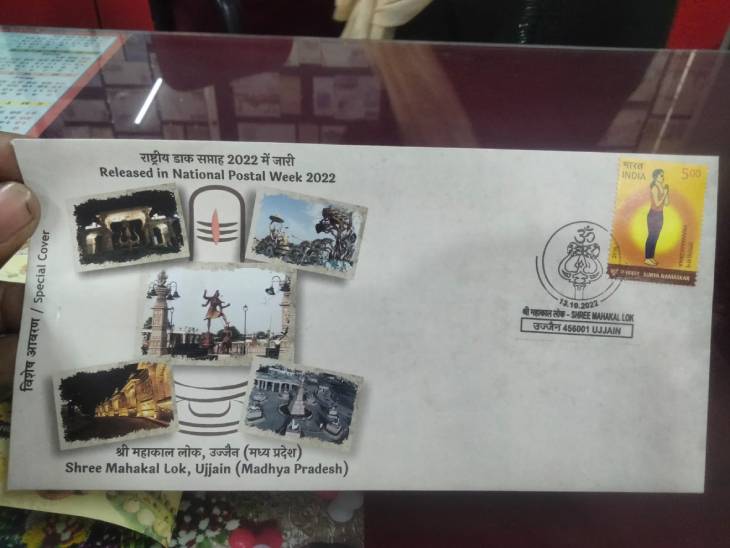 राष्ट्रीय डाक सप्ताह 2022 में जारी
Released in National Postal Week 2022
विशेष आवरण / Special Cover
श्री महाकाल लोक, उज्जैन (मध्य प्रदेश)
Shree Mahakal Lok, Ujjain (Madhya Pradesh)
भारत 5.00
INDIA
SURYA NAMASKAR
ॐ
13.10.2022
श्री महाकाल लोक - SHREE MAHAKAL LOK
उज्जैन 456001 UJJAIN